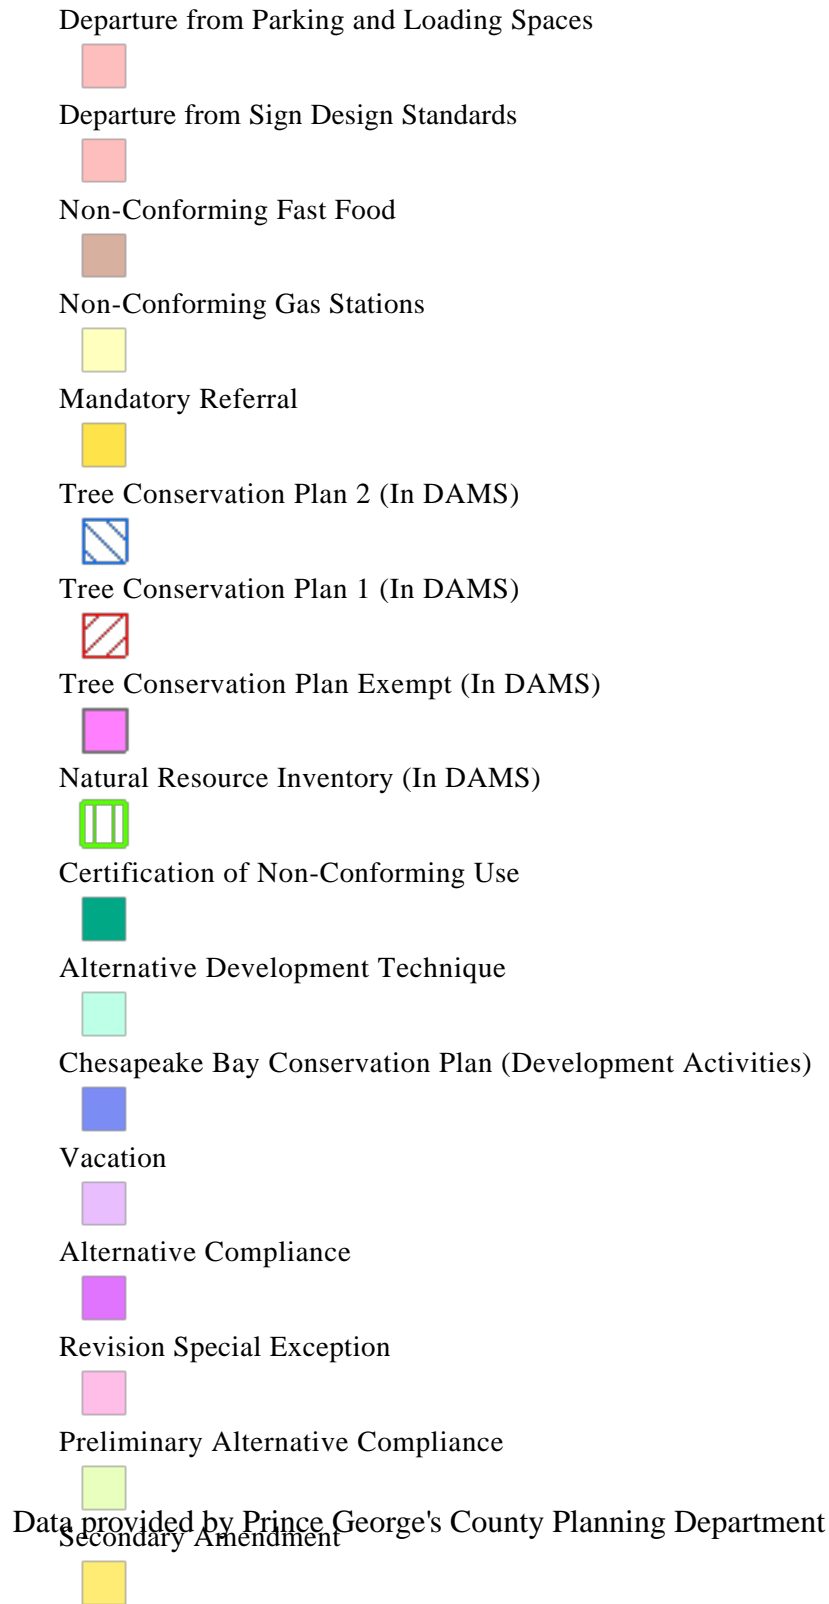 Departure from Parking and Loading Spaces
Departure from Sign Design Standards
Non-Conforming Fast Food
Non-Conforming Gas Stations
Mandatory Referral
Tree Conservation Plan 2 (In DAMS)
Tree Conservation Plan 1 (In DAMS)
Tree Conservation Plan Exempt (In DAMS)
Natural Resource Inventory (In DAMS)
Certification of Non-Conforming Use
Alternative Development Technique
Chesapeake Bay Conservation Plan (Development Activities)
Vacation
Alternative Compliance
Revision Special Exception
Preliminary Alternative Compliance
Data provided by Prince George's County Planning Department
Secondary Amendment